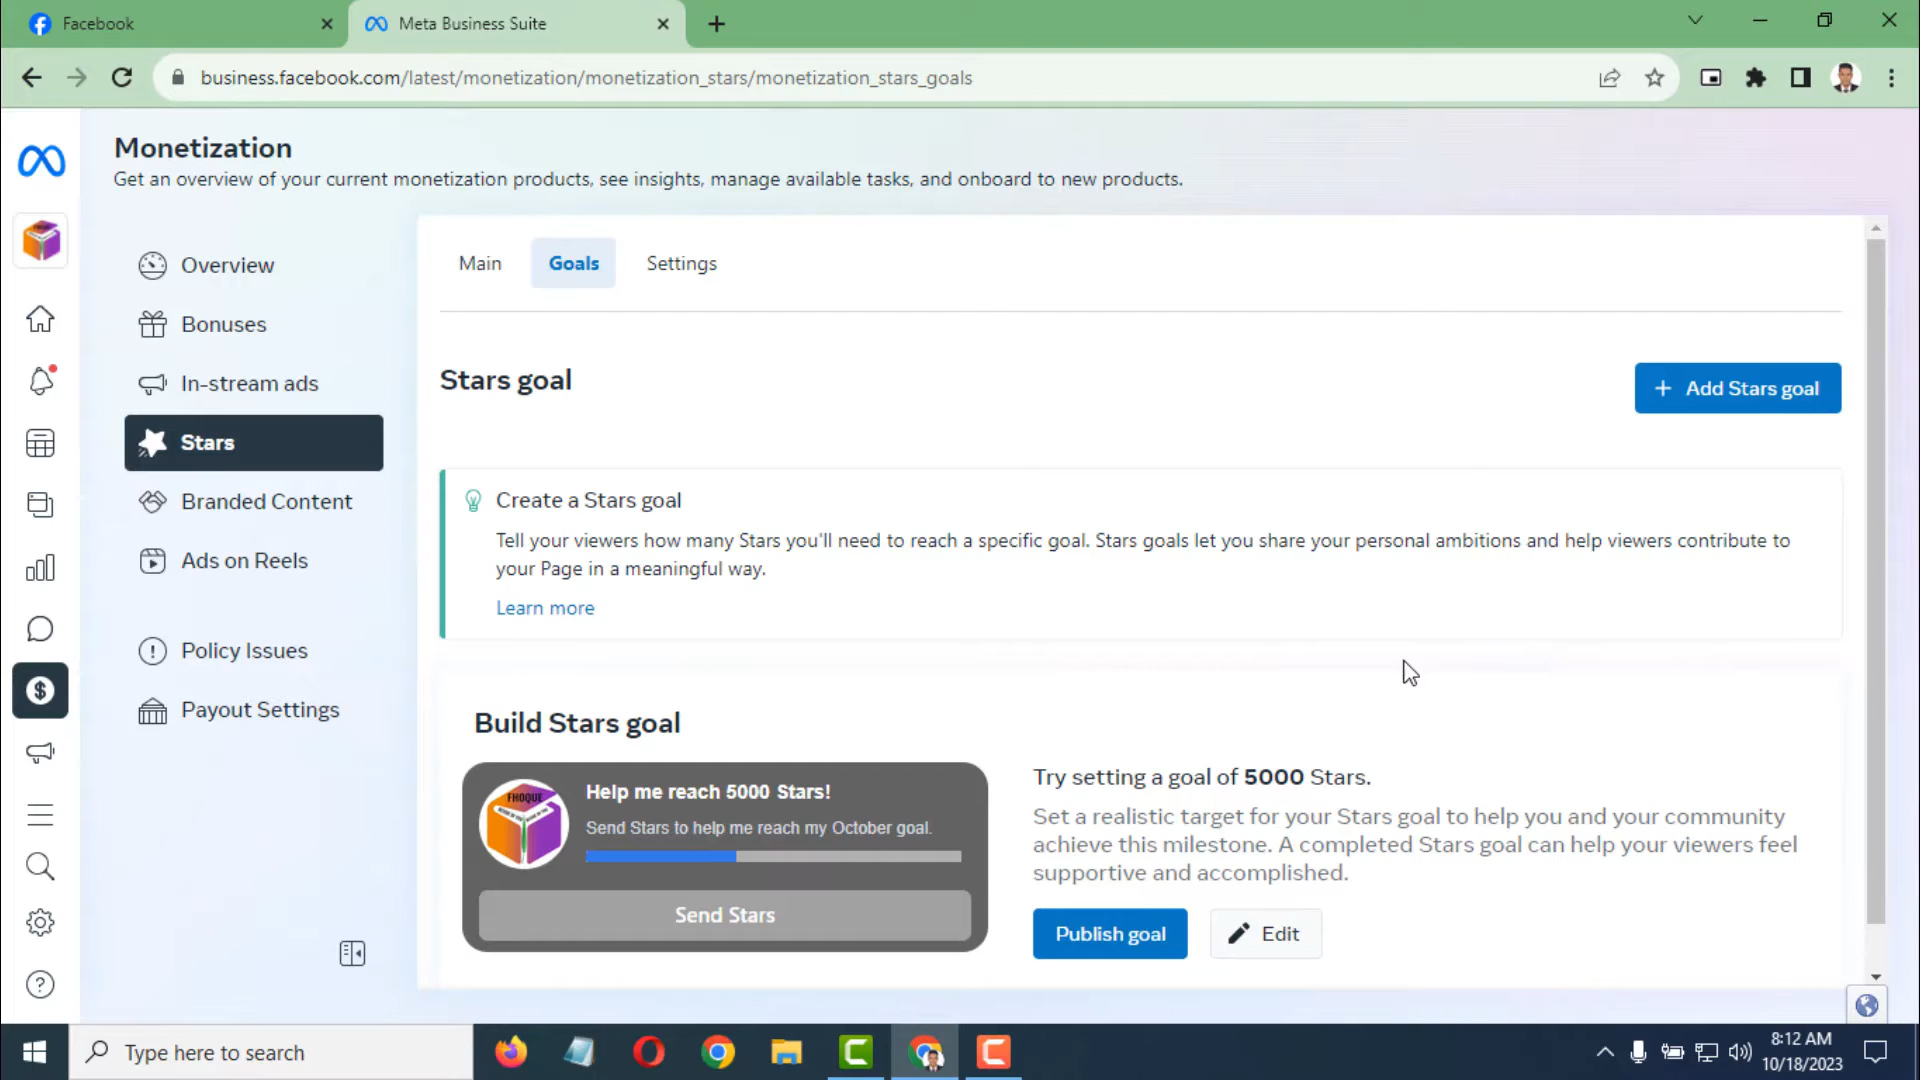 Facebook
Meta Business Suite
business.facebook.com/latest/monetization/monetization_stars/monetization_stars_goals
Monetization
Get an overview of your current monetization products, see insights, manage available tasks, and onboard to new products.
Overview
Bonuses
In-stream ads
Stars
Branded Content
Ads on Reels
Policy Issues
Payout Settings
Main
Goals
Settings
Stars goal
+ Add Stars goal
Create a Stars goal
Tell your viewers how many Stars you'll need to reach a specific goal. Stars goals let you share your personal ambitions and help viewers contribute to
your Page in a meaningful way.
Learn more
Build Stars goal
FHOQUE
Help me reach 5000 Stars!
Send Stars to help me reach my October goal.
Send Stars
Try setting a goal of 5000 Stars.
Set a realistic target for your Stars goal to help you and your community
achieve this milestone. A completed Stars goal can help your viewers feel
supportive and accomplished.
Publish goal
Edit
Type here to search
8:12 AM
10/18/2023